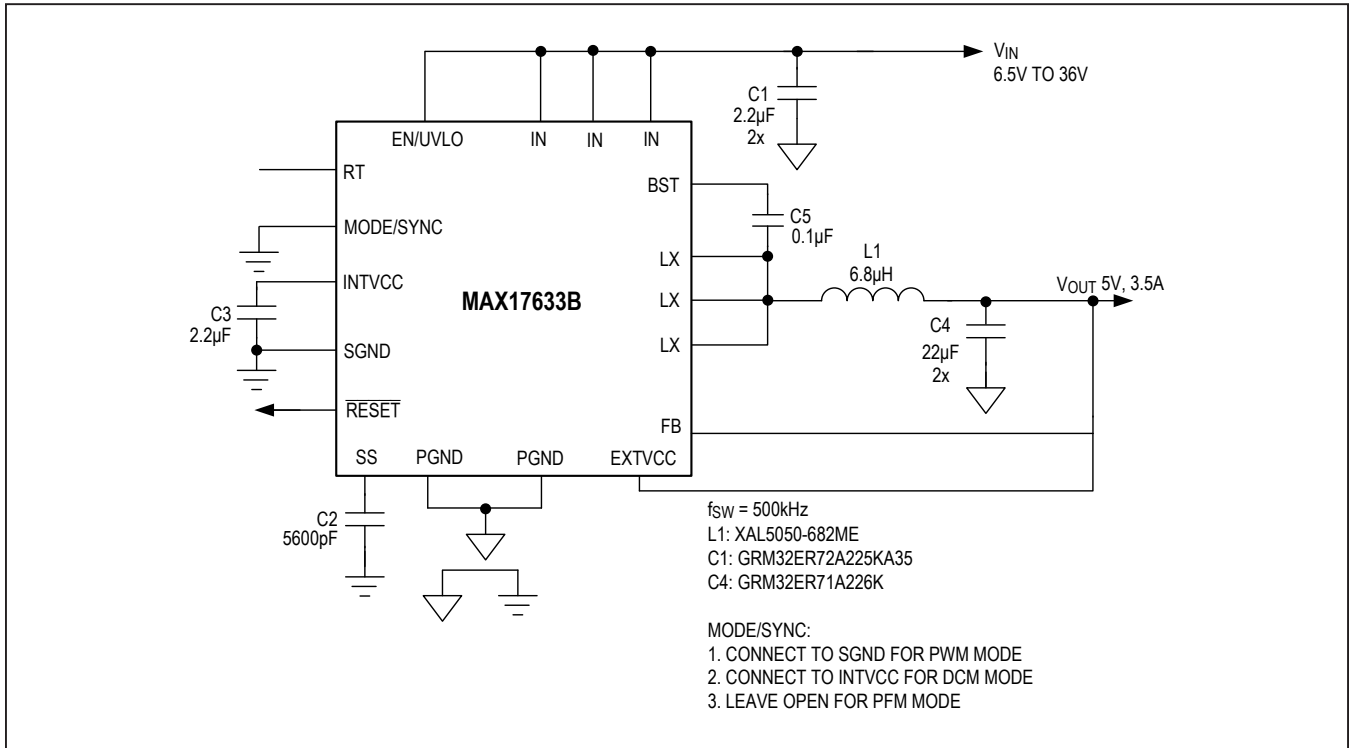 VIN
6.5V TO 36V
C1
2.2µF
2x
EN/UVLO
IN
IN
IN
RT
BST
MODE/SYNC
C5
0.1µF
LX
L1
6.8µH
INTVCC
MAX17633B
LX
VOUT 5V, 3.5A
C3
2.2µF
C4
22µF
2x
SGND
LX
RESET
FB
SS
PGND
PGND
EXTVCC
C2
5600pF
fSW = 500kHz
L1: XAL5050-682ME
C1: GRM32ER72A225KA35
C4: GRM32ER71A226K
MODE/SYNC:
1. CONNECT TO SGND FOR PWM MODE
2. CONNECT TO INTVCC FOR DCM MODE
3. LEAVE OPEN FOR PFM MODE